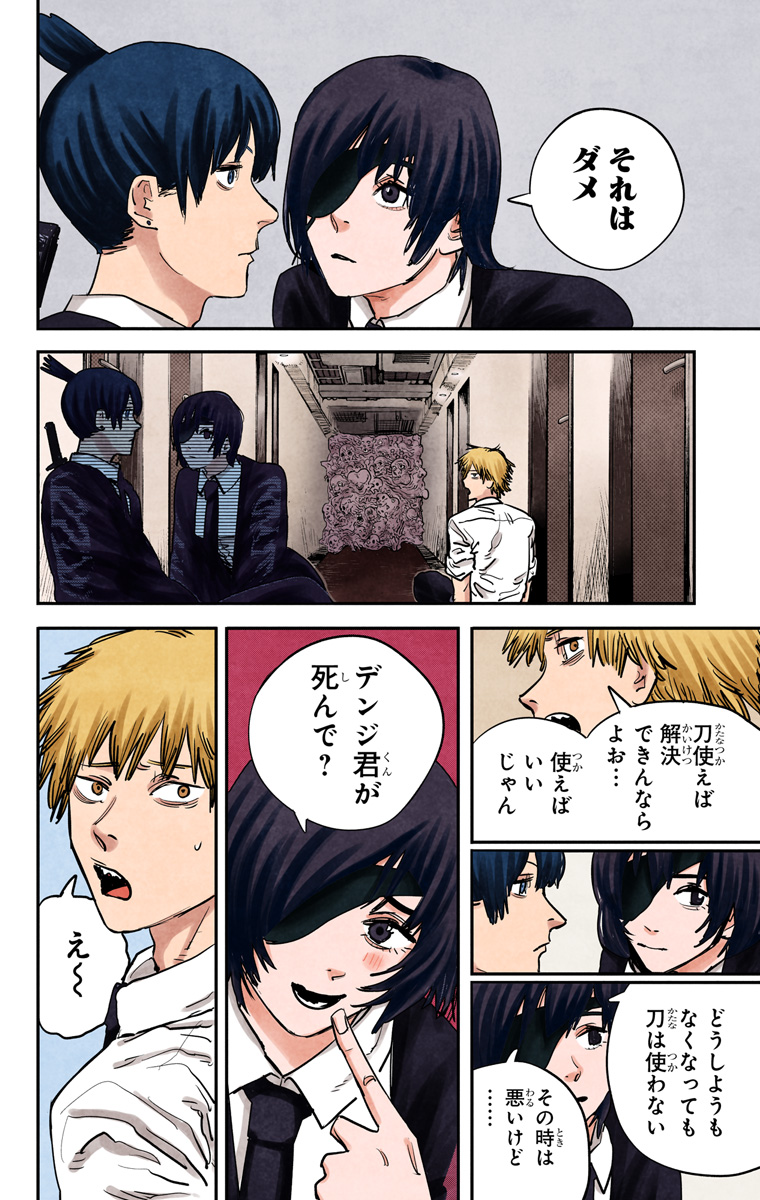 それは
ダメ
刀使えば
解決
できんなら
よお…
使えば
いい
じゃん
どうしようも
なくなっても
刀は使わない
その時は
悪いけど
……
デンジ君が
死んで?
え〜